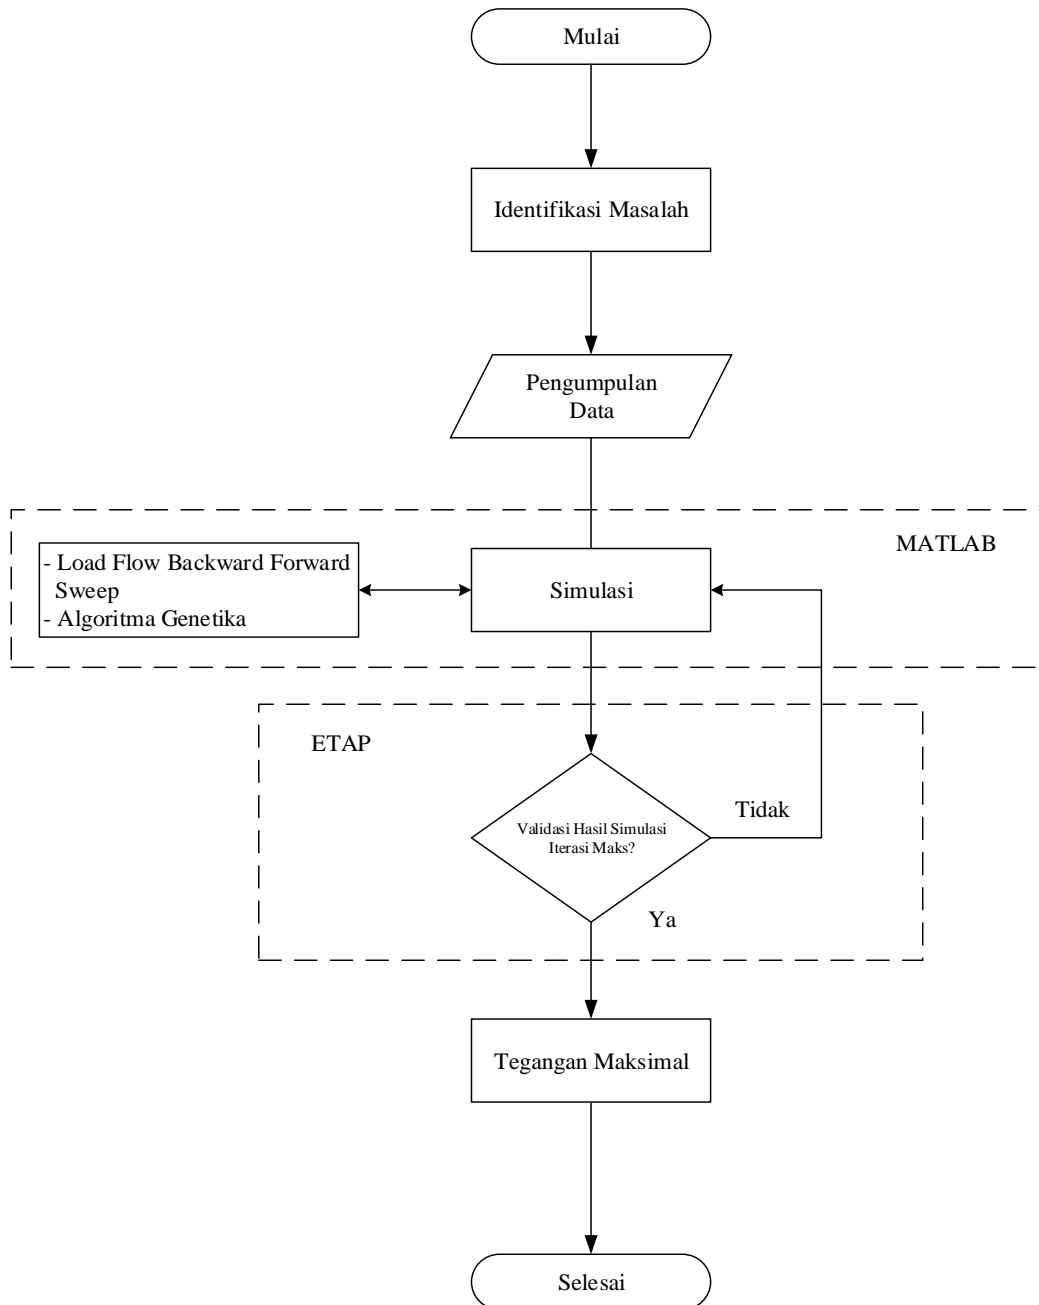 Mulai
Identifikasi Masalah
Pengumpulan
Data
MATLAB
- Load Flow Backward Forward
Sweep
- Algoritma Genetika
Simulasi
ETAP
Tidak
Validasi Hasil Simulasi
Iterasi Maks?
Ya
Tegangan Maksimal
Selesai